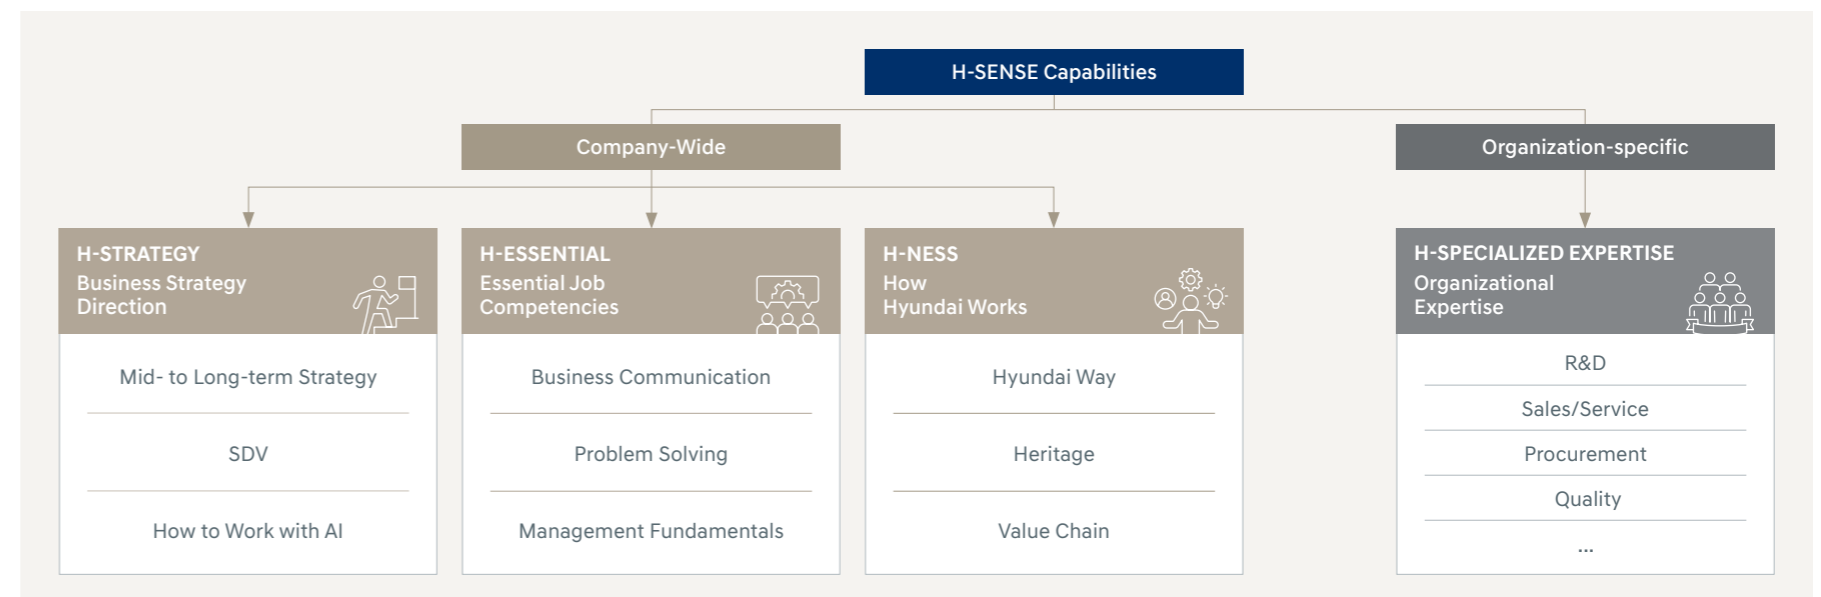 H-SENSE Capabilities
Company-Wide
Organization-specific
H-STRATEGY
Business Strategy
Direction
Mid- to Long-term Strategy
SDV
How to Work with AI
H-ESSENTIAL
Essential Job
Competencies
Business Communication
Problem Solving
Management Fundamentals
H-NESS
How
Hyundai Works
Hyundai Way
Heritage
Value Chain
H-SPECIALIZED EXPERTISE
Organizational
Expertise
R&D
Sales/Service
Procurement
Quality
...